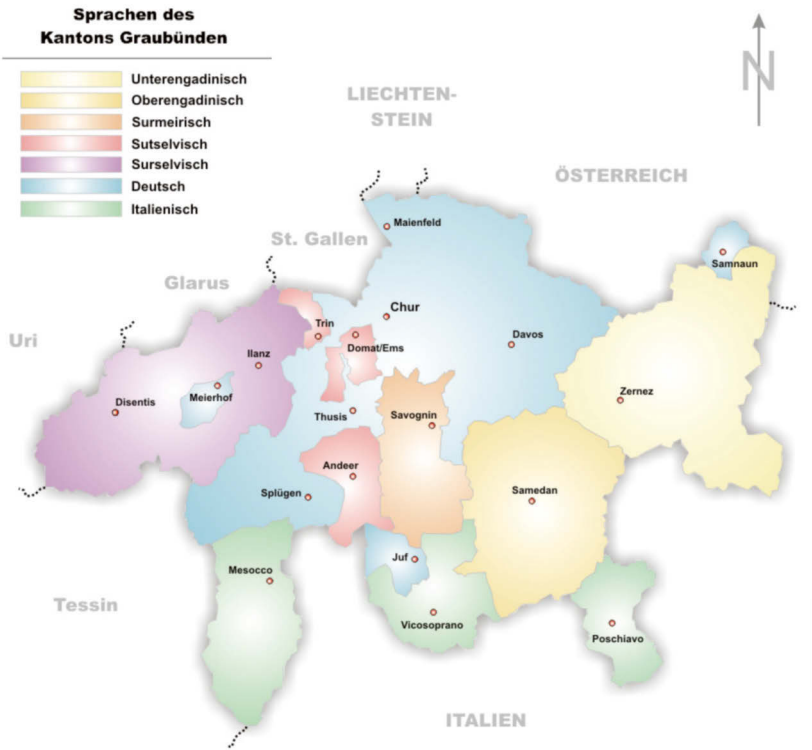 Sprachen des
Kantons Graubünden
Unterengadinisch
Oberengadinisch
Surmeirisch
Sutselvisch
Surselvisch
Deutsch
Italienisch
N
LIECHTEN-
STEIN
ÖSTERREICH
St. Gallen
Glarus
Uri
Tessin
ITALIEN
Maienfeld
Samnaun
Chur
Trin
Domat/Ems
Davos
Ilanz
Zernez
Disentis
Meierhof
Thusis
Savognin
Andeer
Splügen
Samedan
Juf
Mesocco
Vicosoprano
Poschiavo